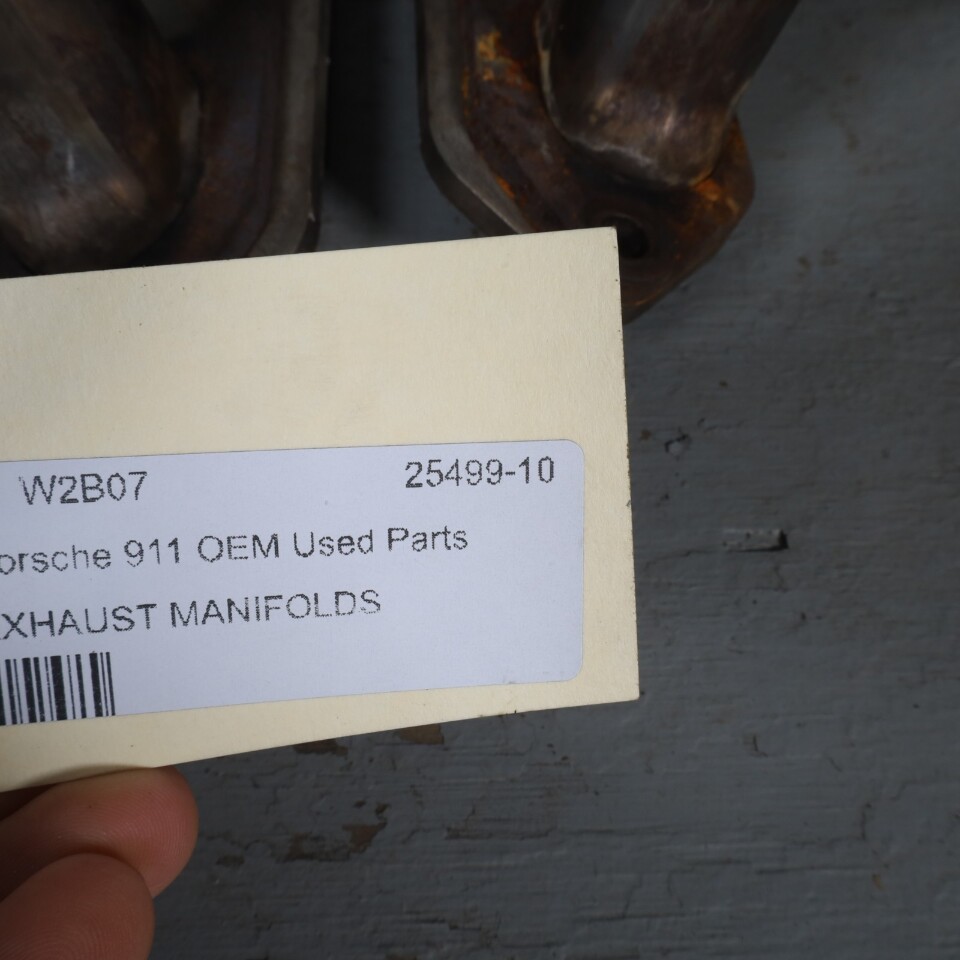 W2B07 25499-10
orsche 911 OEM Used Parts
XHAUST MANIFOLDS